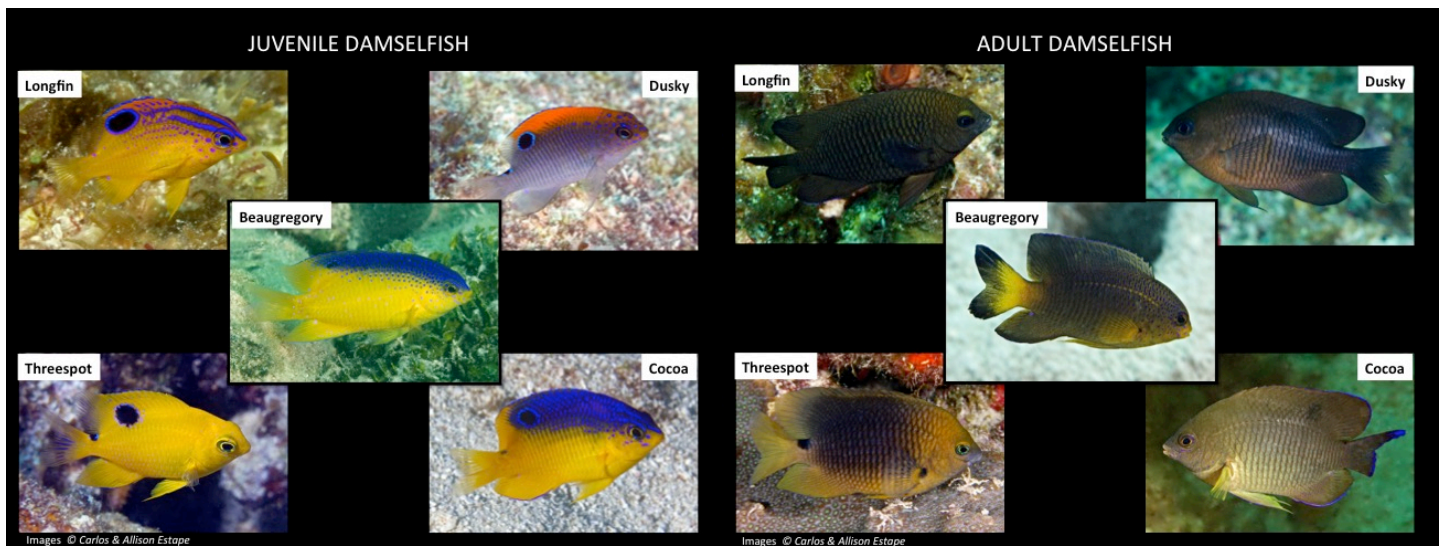 JUVENILE DAMSELFISH
Longfin
Dusky
Beaugregory
Threespot
Cocoa
Images © Carlos & Allison Estape
ADULT DAMSELFISH
Longfin
Dusky
Beaugregory
Threespot
Cocoa
Images © Carlos & Allison Estape